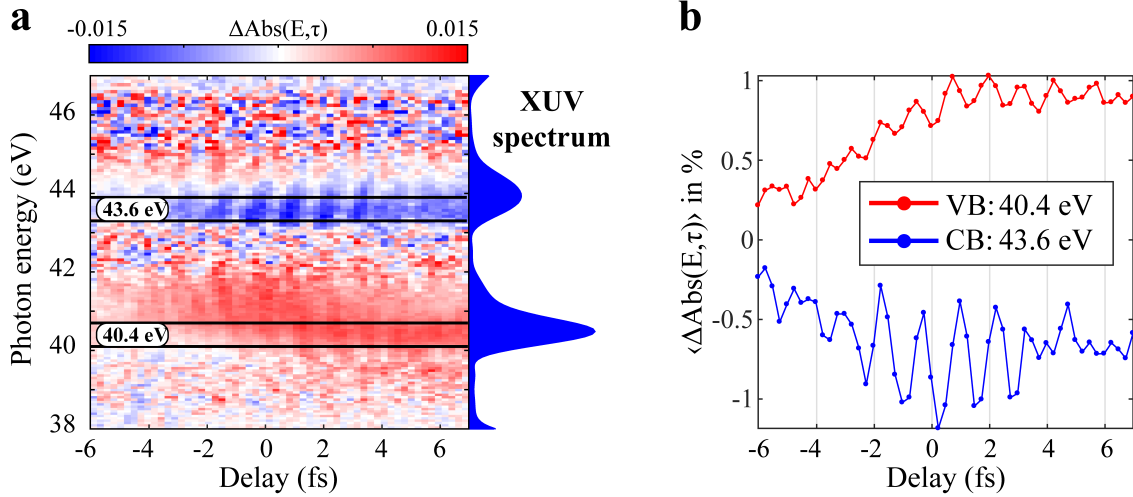 a
-0.015 ΔAbs(E,τ) 0.015
XUV
spectrum
Photon energy (eV)
46
44
42
40
38
43.6 eV
40.4 eV
-6 -4 -2 0 2 4 6
Delay (fs)
b
⟨ΔAbs(E,τ)⟩ in %
1
0.5
0
-0.5
-1
VB: 40.4 eV
CB: 43.6 eV
-6 -4 -2 0 2 4 6
Delay (fs)